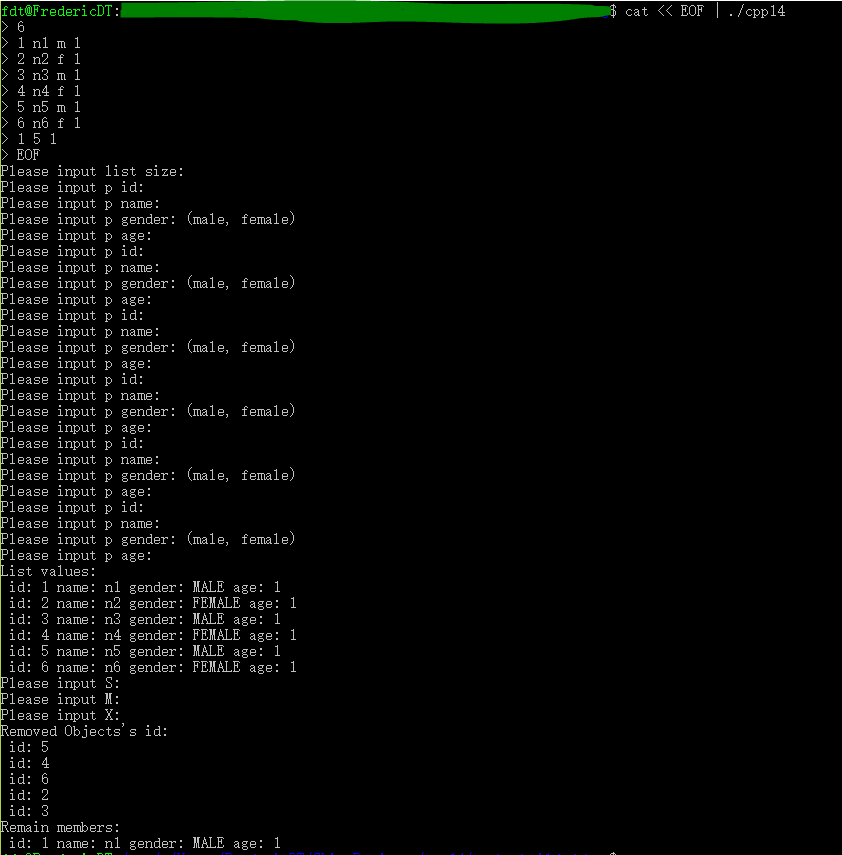 fdt@FredericDT:$ cat << EOF | ./cpp14
> 6
> 1 n1 m 1
> 2 n2 f 1
> 3 n3 m 1
> 4 n4 f 1
> 5 n5 m 1
> 6 n6 f 1
> 1 5 1
> EOF
Please input list size:
Please input p id:
Please input p name:
Please input p gender: (male, female)
Please input p age:
Please input p id:
Please input p name:
Please input p gender: (male, female)
Please input p age:
Please input p id:
Please input p name:
Please input p gender: (male, female)
Please input p age:
Please input p id:
Please input p name:
Please input p gender: (male, female)
Please input p age:
Please input p id:
Please input p name:
Please input p gender: (male, female)
Please input p age:
Please input p id:
Please input p name:
Please input p gender: (male, female)
Please input p age:
List values:
 id: 1 name: n1 gender: MALE age: 1
 id: 2 name: n2 gender: FEMALE age: 1
 id: 3 name: n3 gender: MALE age: 1
 id: 4 name: n4 gender: FEMALE age: 1
 id: 5 name: n5 gender: MALE age: 1
 id: 6 name: n6 gender: FEMALE age: 1
Please input S:
Please input M:
Please input X:
Removed Objects's id:
 id: 5
 id: 4
 id: 6
 id: 2
 id: 3
Remain members:
 id: 1 name: n1 gender: MALE age: 1